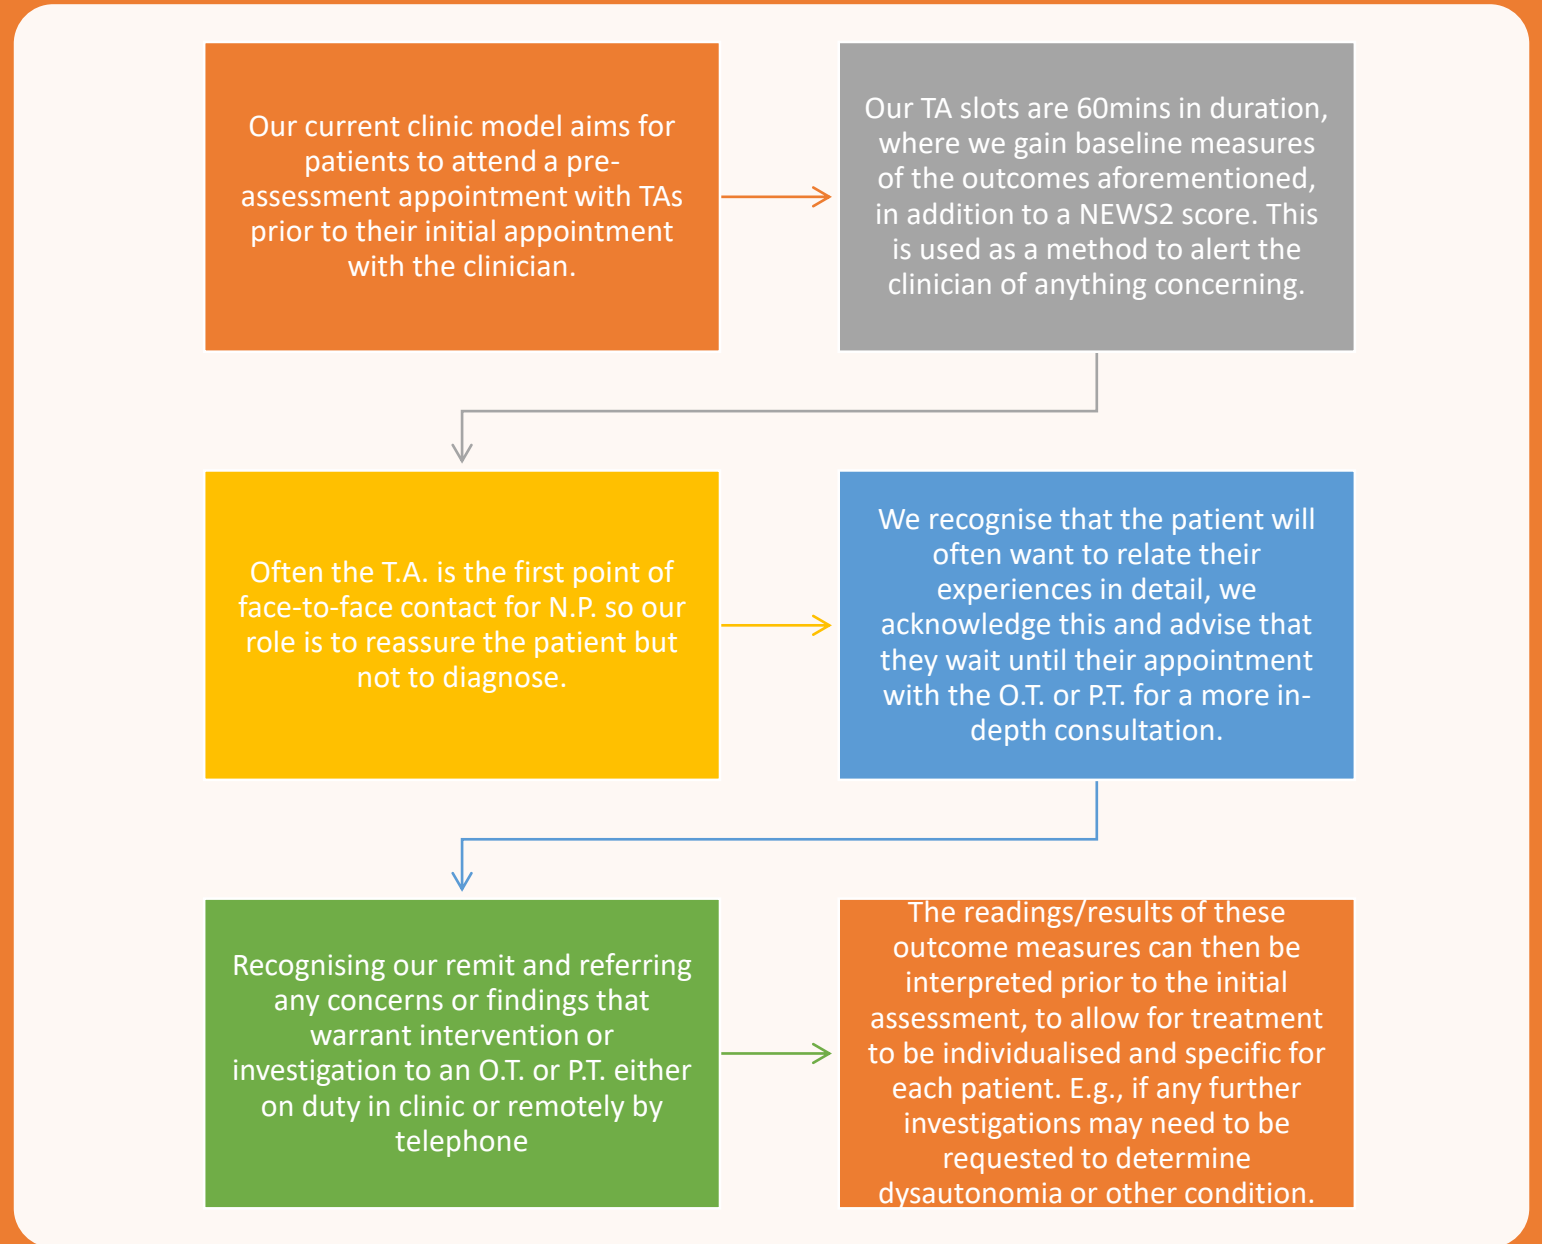 Our current clinic model aims for
patients to attend a pre-
assessment appointment with TAs
prior to their initial appointment
with the clinician.
Our TA slots are 60mins in duration,
where we gain baseline measures
of the outcomes aforementioned,
in addition to a NEWS2 score. This
is used as a method to alert the
clinician of anything concerning.
Often the T.A. is the first point of
face-to-face contact for N.P. so our
role is to reassure the patient but
not to diagnose.
We recognise that the patient will
often want to relate their
experiences in detail, we
acknowledge this and advise that
they wait until their appointment
with the O.T. or P.T. for a more in-
depth consultation.
Recognising our remit and referring
any concerns or findings that
warrant intervention or
investigation to an O.T. or P.T. either
on duty in clinic or remotely by
telephone
The readings/results of these
outcome measures can then be
interpreted prior to the initial
assessment, to allow for treatment
to be individualised and specific for
each patient. E.g., if any further
investigations may need to be
requested to determine
dysautonomia or other condition.